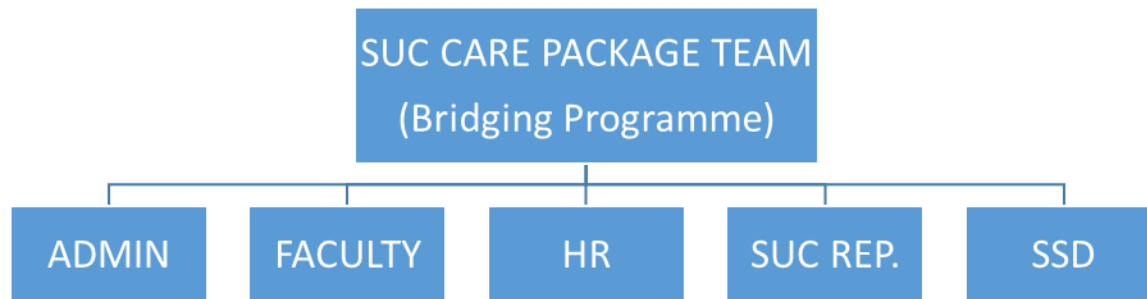 SUC CARE PACKAGE TEAM
(Bridging Programme)
ADMIN
FACULTY
HR
SUC REP.
SSD